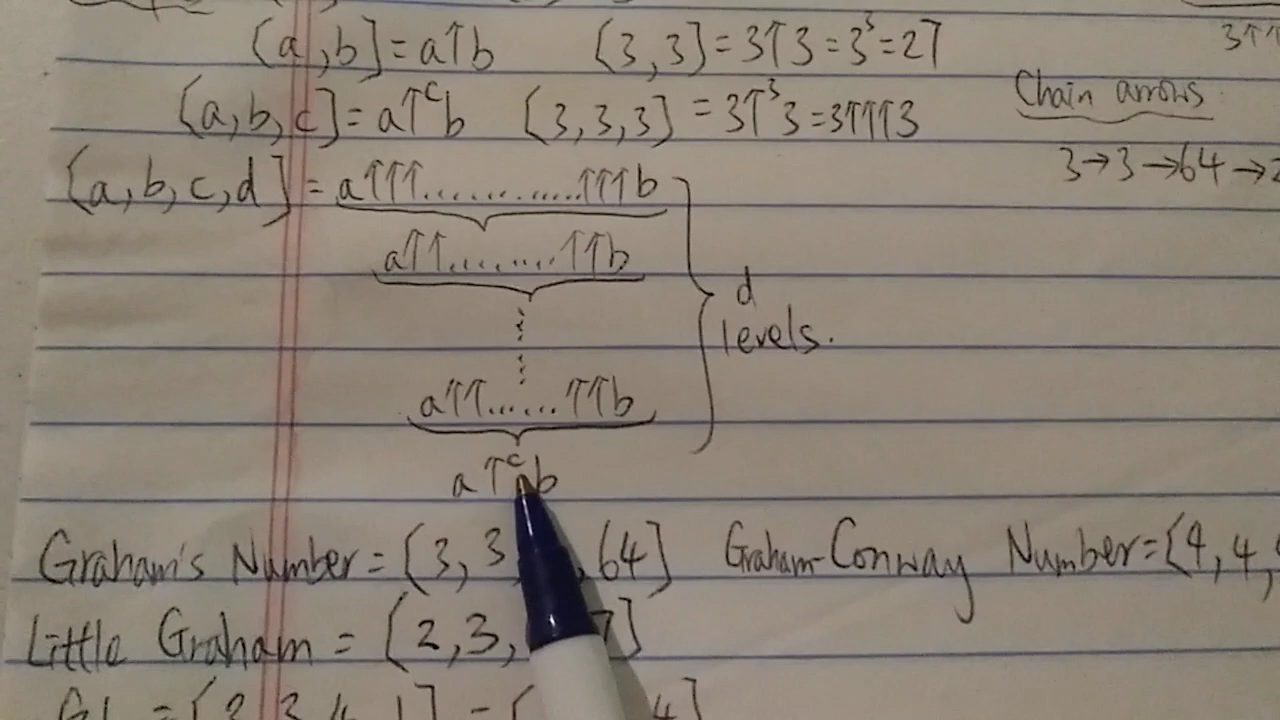 [a,b]=a↑b [3,3]=3↑3=3³=27
[a,b,c]=a↑ᶜb [3,3,3]=3↑³3=3↑↑↑3
Chain arrows
3→3→64→
[a,b,c,d]=a↑↑↑............↑↑↑b
a↑↑.........↑↑b
d
levels.
a↑↑......↑↑b
a↑ᶜb
Graham's Number=[3,3, ,64] Graham-Conway Number=[4,4,
Little Graham=[2,3, 7]